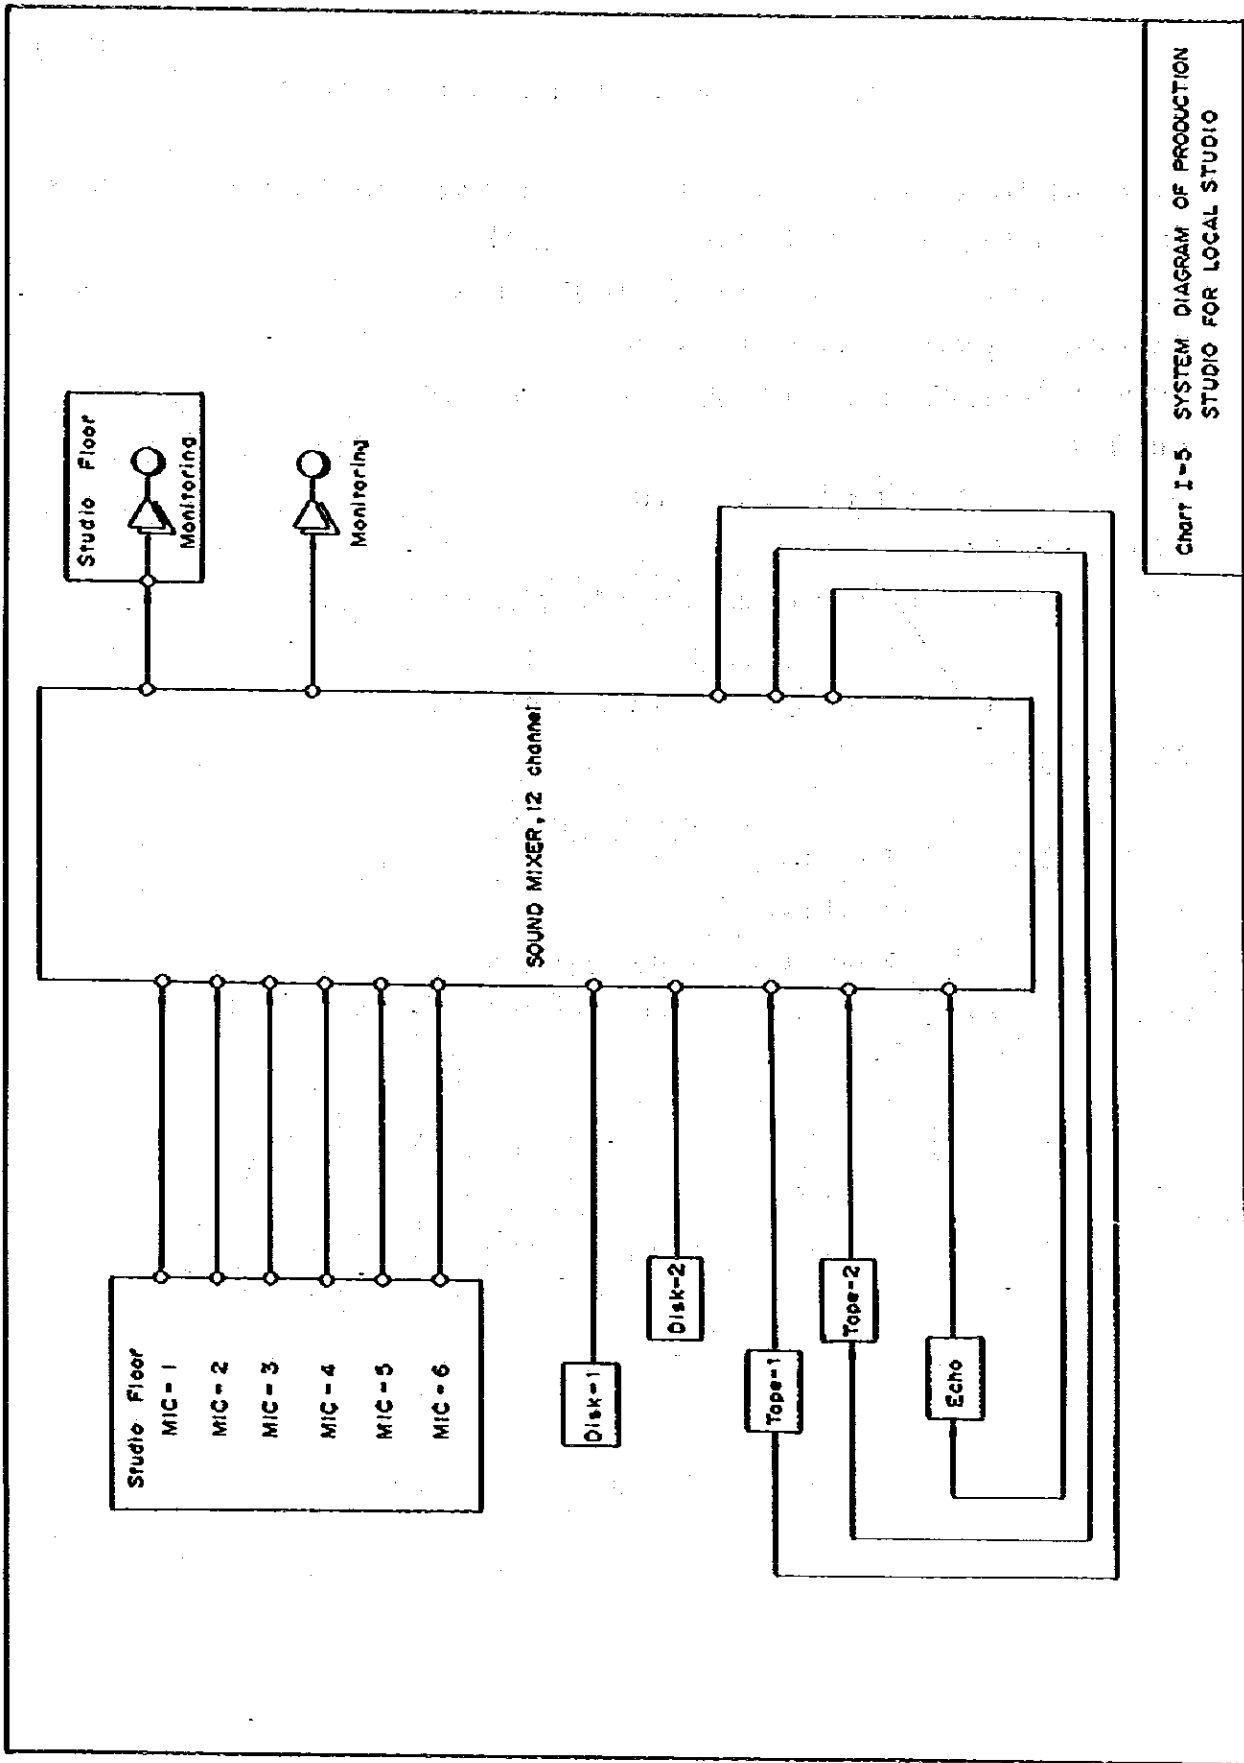 Studio Floor
MIC-1
MIC-2
MIC-3
MIC-4
MIC-5
MIC-6
Disk-1
Disk-2
Tape-1
Tape-2
Echo
SOUND MIXER, 12 channel
Studio Floor
Monitoring
Monitoring
Chart I-5 SYSTEM DIAGRAM OF PRODUCTION
STUDIO FOR LOCAL STUDIO